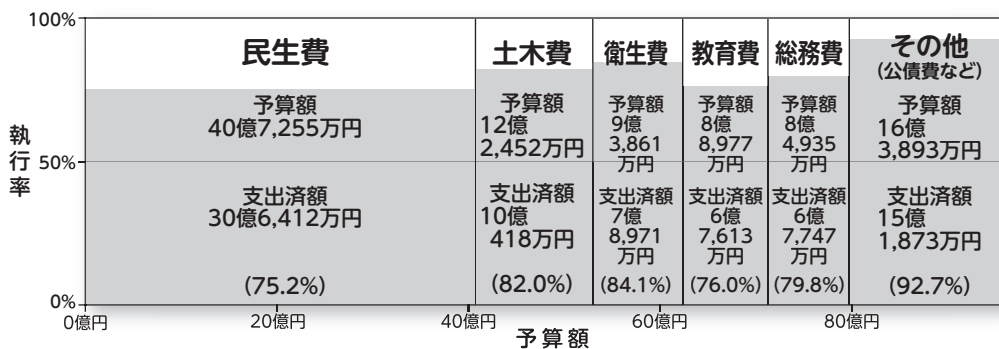 100%
50%
0%
執行率
民生費
予算額
40億7,255万円
支出済額
30億6,412万円
(75.2%)
土木費
予算額
12億
2,452万円
支出済額
10億
418万円
(82.0%)
衛生費
予算額
9億
3,861
万円
支出済額
7億
8,971
万円
(84.1%)
教育費
予算額
8億
8,977
万円
支出済額
6億
7,613
万円
(76.0%)
総務費
予算額
8億
4,935
万円
支出済額
6億
7,747
万円
(79.8%)
その他
(公債費など)
予算額
16億
3,893万円
支出済額
15億
1,873万円
(92.7%)
0億円
20億円
40億円
60億円
80億円
予算額